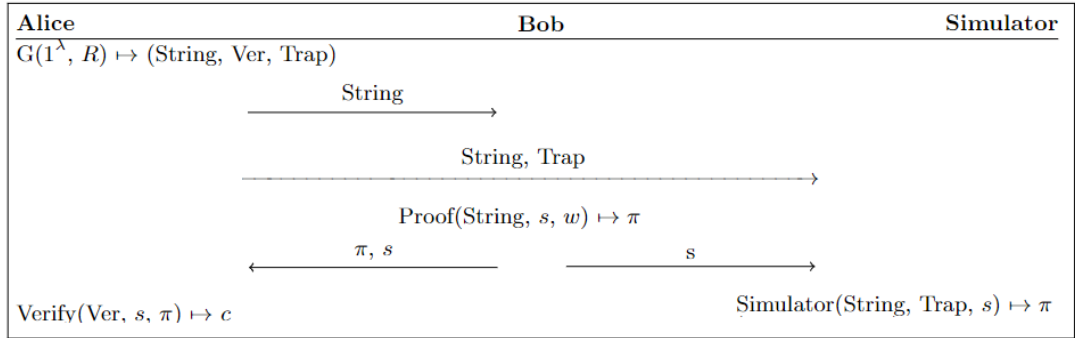 Alice Bob Simulator
G(1^λ, R) ↦ (String, Ver, Trap)
String
String, Trap
Proof(String, s, w) ↦ π
π, s s
Verify(Ver, s, π) ↦ c Simulator(String, Trap, s) ↦ π